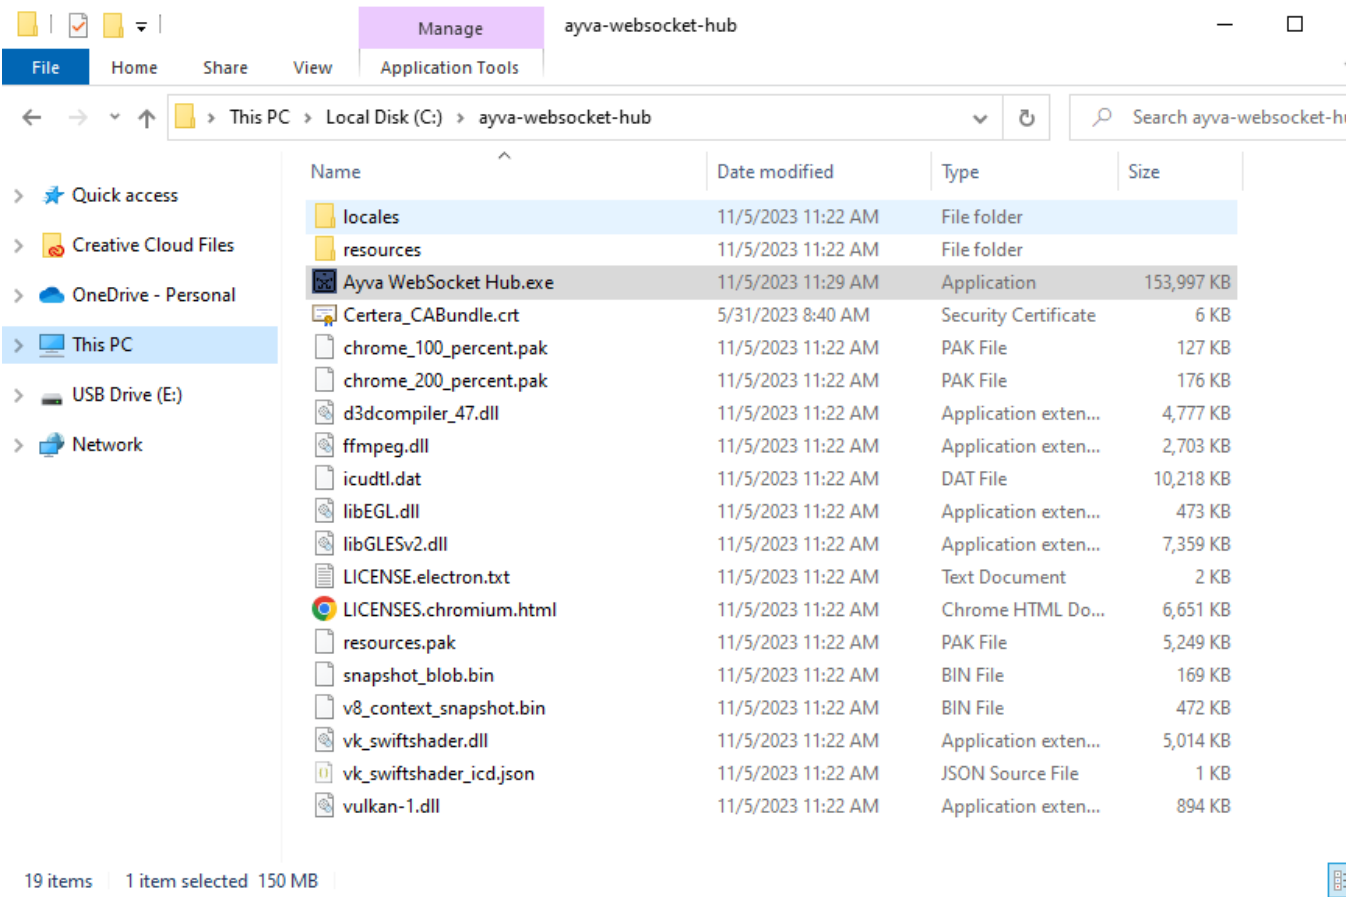 Manage ayva-websocket-hub
File Home Share View Application Tools
This PC Local Disk (C:) ayva-websocket-hub Search ayva-websocket-h
Name Date modified Type Size
Quick access
Creative Cloud Files
OneDrive - Personal
This PC
USB Drive (E:)
Network
locales 11/5/2023 11:22 AM File folder
resources 11/5/2023 11:22 AM File folder
Ayva WebSocket Hub.exe 11/5/2023 11:29 AM Application 153,997 KB
Certera_CABundle.crt 5/31/2023 8:40 AM Security Certificate 6 KB
chrome_100_percent.pak 11/5/2023 11:22 AM PAK File 127 KB
chrome_200_percent.pak 11/5/2023 11:22 AM PAK File 176 KB
d3dcompiler_47.dll 11/5/2023 11:22 AM Application exten... 4,777 KB
ffmpeg.dll 11/5/2023 11:22 AM Application exten... 2,703 KB
icudtl.dat 11/5/2023 11:22 AM DAT File 10,218 KB
libEGL.dll 11/5/2023 11:22 AM Application exten... 473 KB
libGLESv2.dll 11/5/2023 11:22 AM Application exten... 7,359 KB
LICENSE.electron.txt 11/5/2023 11:22 AM Text Document 2 KB
LICENSES.chromium.html 11/5/2023 11:22 AM Chrome HTML Do... 6,651 KB
resources.pak 11/5/2023 11:22 AM PAK File 5,249 KB
snapshot_blob.bin 11/5/2023 11:22 AM BIN File 169 KB
v8_context_snapshot.bin 11/5/2023 11:22 AM BIN File 472 KB
vk_swiftshader.dll 11/5/2023 11:22 AM Application exten... 5,014 KB
vk_swiftshader_icd.json 11/5/2023 11:22 AM JSON Source File 1 KB
vulkan-1.dll 11/5/2023 11:22 AM Application exten... 894 KB
19 items 1 item selected 150 MB